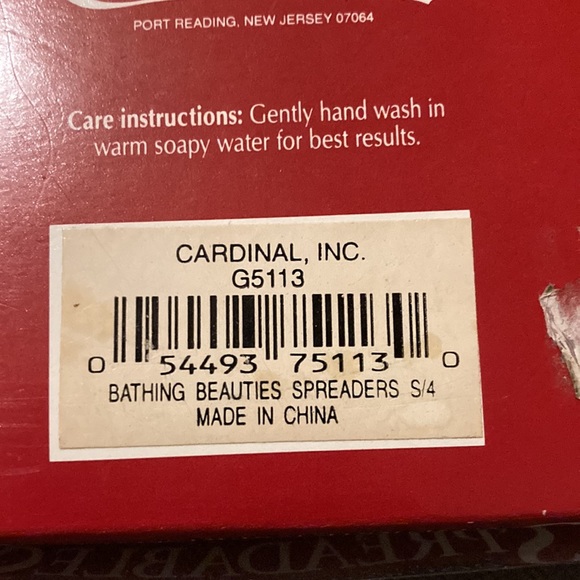 PORT READING, NEW JERSEY 07064
Care instructions: Gently hand wash in
warm soapy water for best results.
CARDINAL, INC.
G5113
0 54493 75113 0
BATHING BEAUTIES SPREADERS S/4
MADE IN CHINA
SPREADABLES